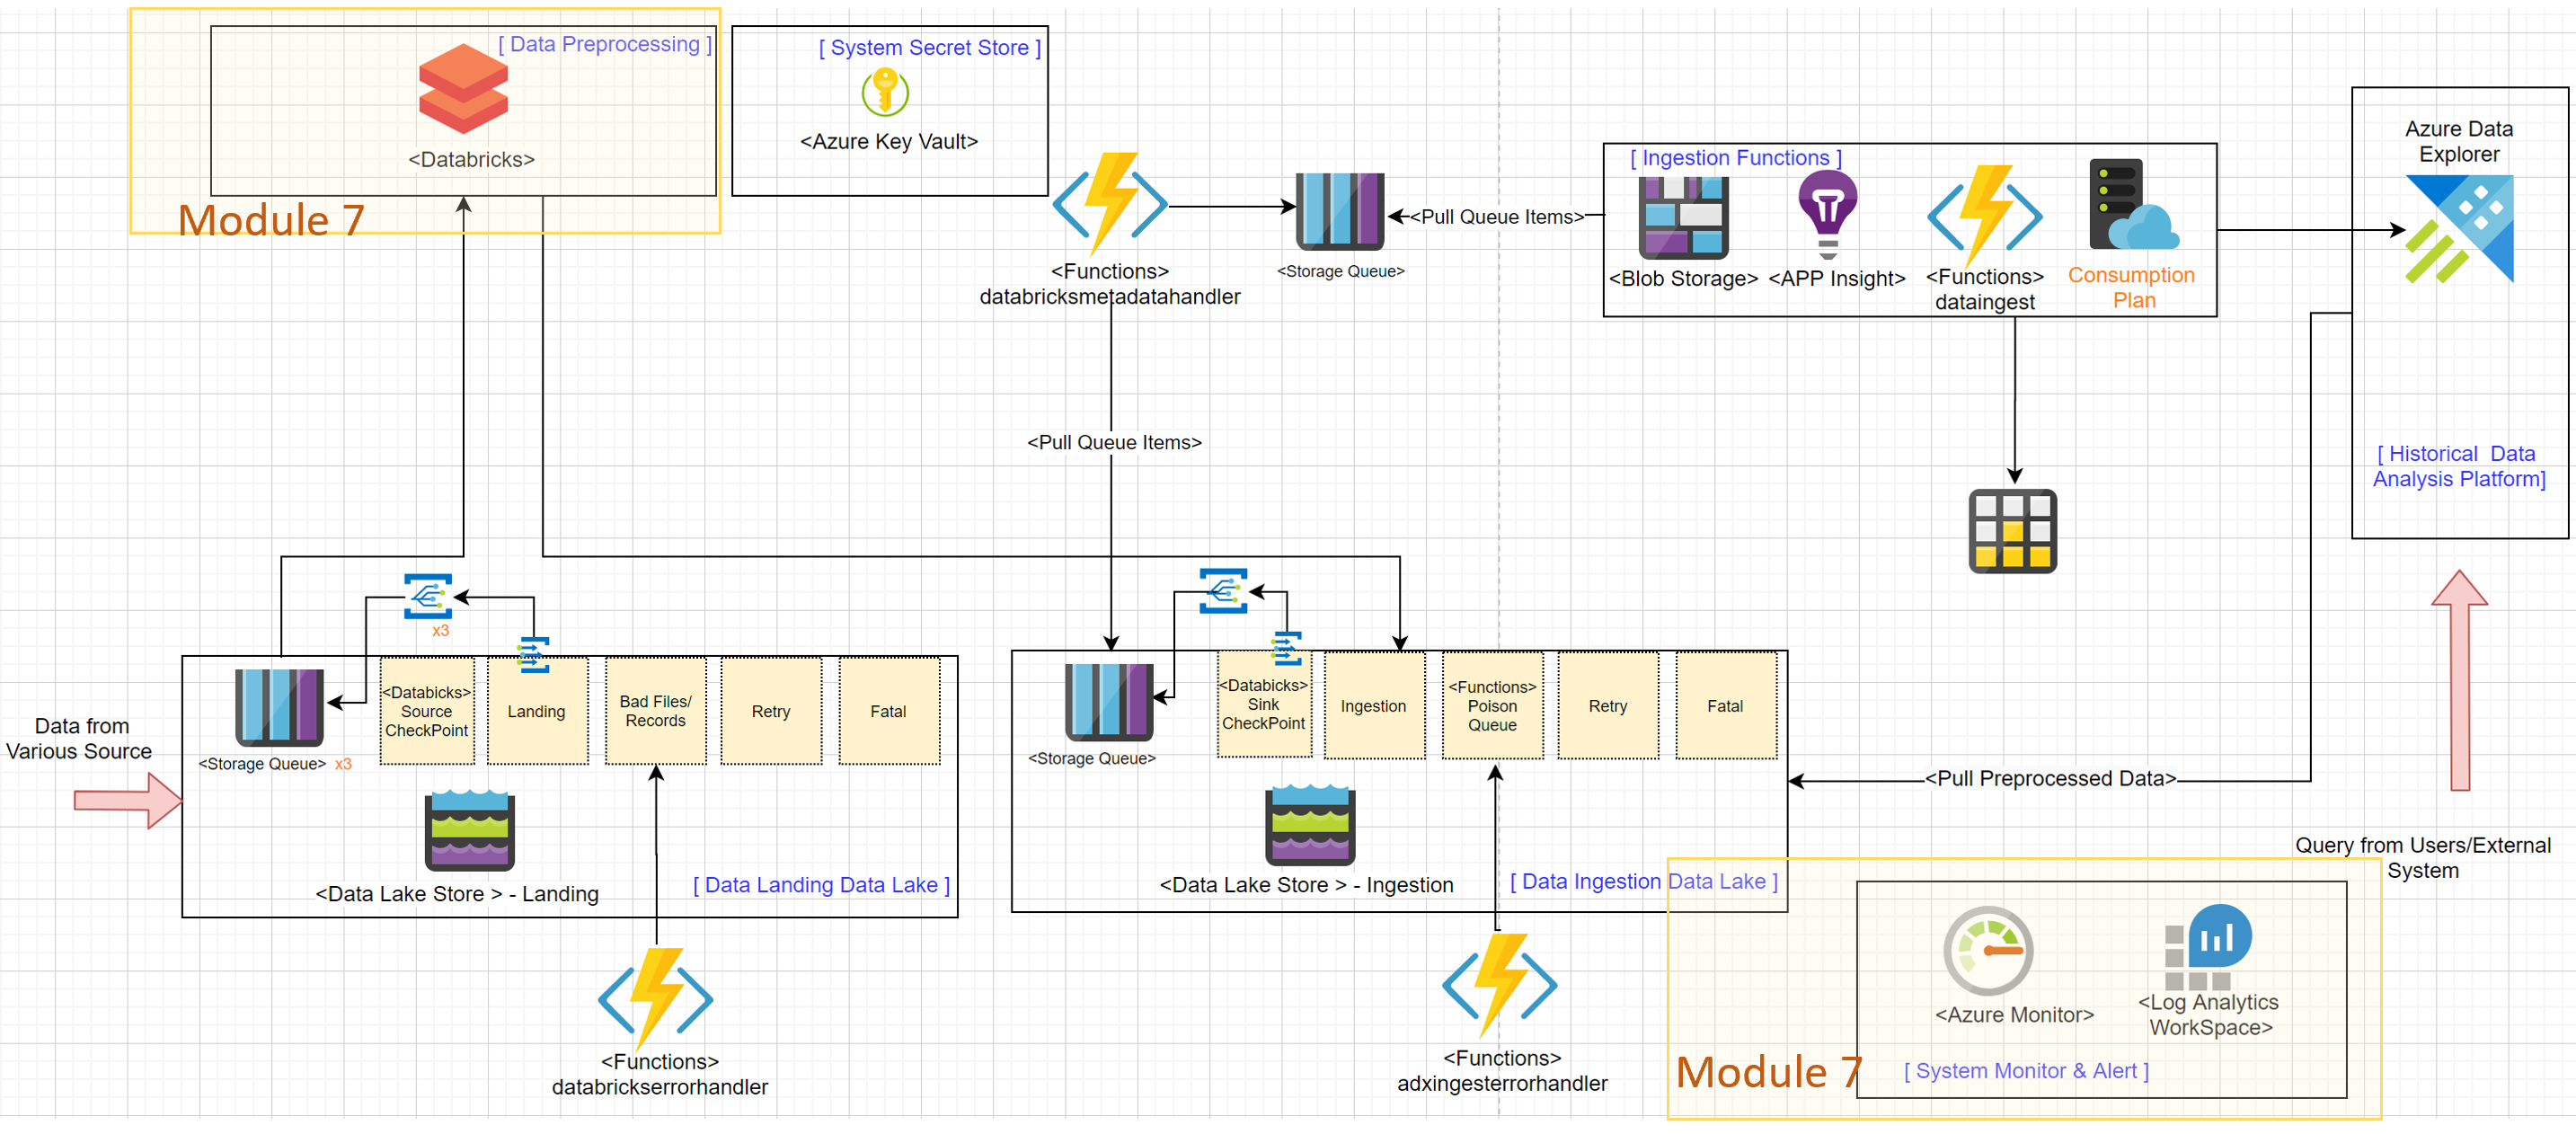 [ Data Preprocessing ]
<Databricks>
Module 7
[ System Secret Store ]
<Azure Key Vault>
<Functions>
databricksmetadatahandler
<Storage Queue>
<Pull Queue Items>
[ Ingestion Functions ]
<Blob Storage>
<APP Insight>
<Functions>
dataingest
Consumption
Plan
Azure Data
Explorer
[ Historical  Data
Analysis Platform]
<Pull Queue Items>
x3
Data from
Various Source
<Storage Queue>
x3
<Databicks>
Source
CheckPoint
Landing
Bad Files/
Records
Retry
Fatal
<Data Lake Store > - Landing
[ Data Landing Data Lake ]
<Storage Queue>
<Databicks>
Sink
CheckPoint
Ingestion
<Functions>
Poison
Queue
Retry
Fatal
<Data Lake Store > - Ingestion
[ Data Ingestion Data Lake ]
<Pull Preprocessed Data>
Query from Users/External
System
<Functions>
databrickserrorhandler
<Functions>
adxingesterrorhandler
<Azure Monitor>
<Log Analytics
WorkSpace>
Module 7
[ System Monitor & Alert ]